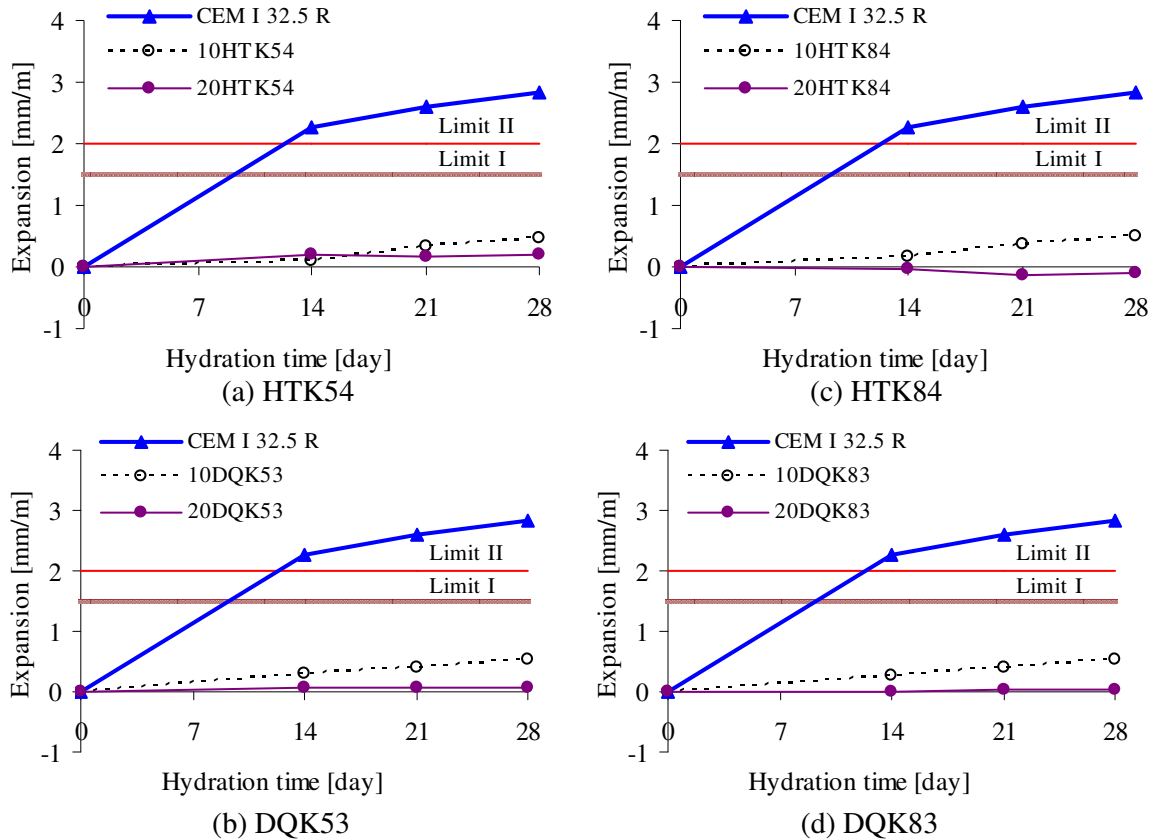 CEM I 32.5 R
10HTK54
20HTK54
Expansion [mm/m]
4
3
2
1
0
-1
Limit II
Limit I
0 7 14 21 28
Hydration time [day]
(a) HTK54
CEM I 32.5 R
10HTK84
20HTK84
Expansion [mm/m]
4
3
2
1
0
-1
Limit II
Limit I
0 7 14 21 28
Hydration time [day]
(c) HTK84
CEM I 32.5 R
10DQK53
20DQK53
Expansion [mm/m]
4
3
2
1
0
-1
Limit II
Limit I
0 7 14 21 28
Hydration time [day]
(b) DQK53
CEM I 32.5 R
10DQK83
20DQK83
Expansion [mm/m]
4
3
2
1
0
-1
Limit II
Limit I
0 7 14 21 28
Hydration time [day]
(d) DQK83